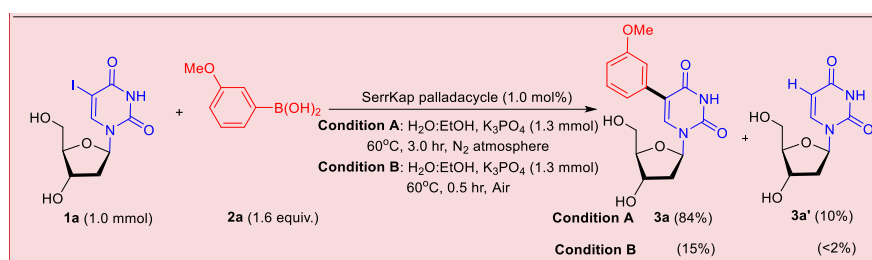 MeO
O
I
NH
N
O
HO
O
HO
1a (1.0 mmol)
+
MeO
B(OH)2
2a (1.6 equiv.)
SerrKap palladacycle (1.0 mol%)
Condition A: H2O:EtOH, K3PO4 (1.3 mmol)
60°C, 3.0 hr, N2 atmosphere
Condition B: H2O:EtOH, K3PO4 (1.3 mmol)
60°C, 0.5 hr, Air
O
NH
N
O
HO
O
HO
+
O
H
NH
N
O
HO
O
HO
Condition A 3a (84%) 3a' (10%)
Condition B (15%) (<2%)